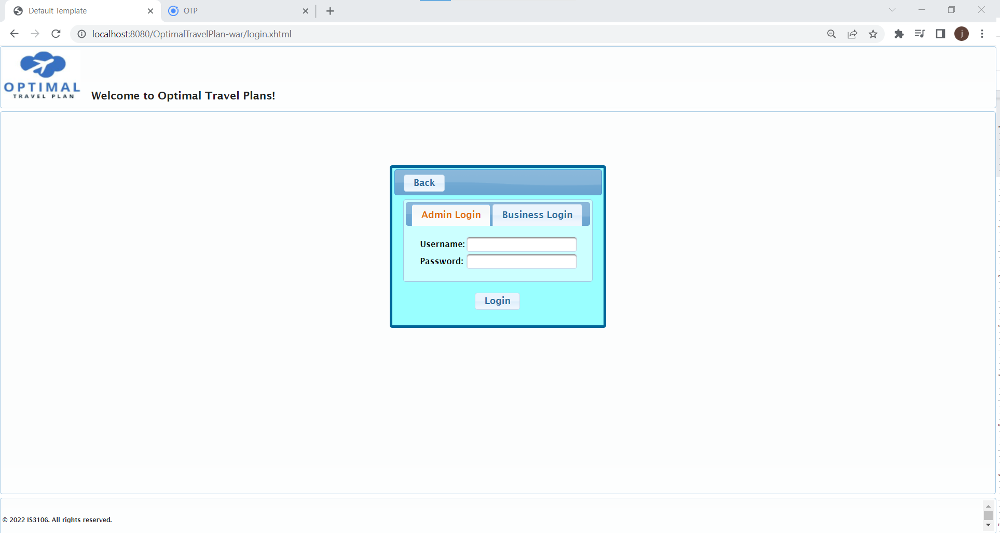 Default Template
OTP
localhost:8080/OptimalTravelPlan-war/login.xhtml
j
OPTIMAL
TRAVEL PLAN
Welcome to Optimal Travel Plans!
Back
Admin Login
Business Login
Username:
Password:
Login
© 2022 IS3106. All rights reserved.